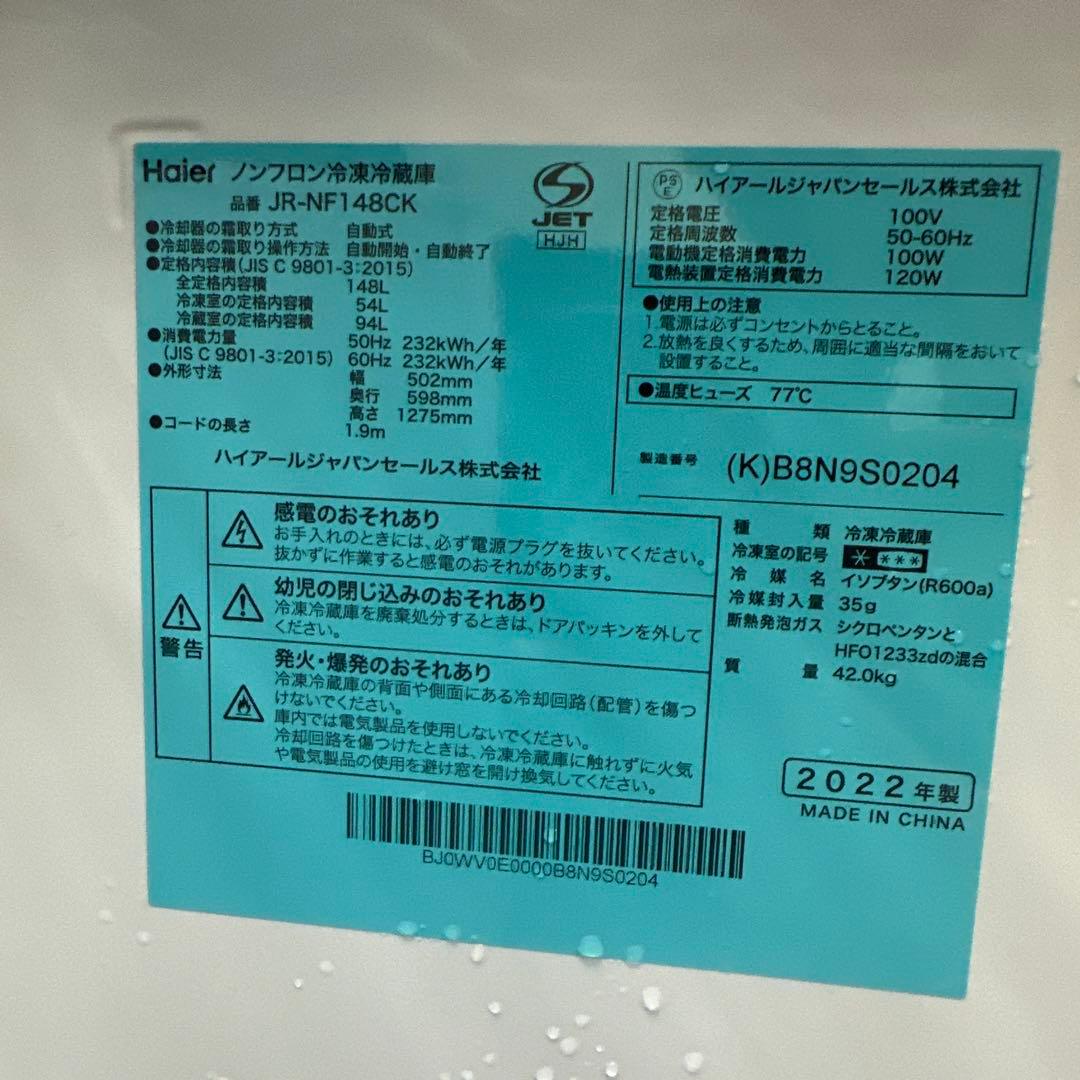 Haier ノンフロン冷凍冷蔵庫
品番 JR-NF148CK
●冷却器の霜取り方式 自動式
●冷却器の霜取り操作方法 自動開始・自動終了
●定格内容積(JIS C 9801-3:2015)
全定格内容積 148L
冷凍室の定格内容積 54L
冷蔵室の定格内容積 94L
●消費電力量 50Hz 232kWh/年
(JIS C 9801-3:2015) 60Hz 232kWh/年
●外形寸法 幅 502mm
奥行 598mm
高さ 1275mm
●コードの長さ 1.9m
ハイアールジャパンセールス株式会社
JET
HJH
PS E ハイアールジャパンセールス株式会社
定格電圧 100V
定格周波数 50-60Hz
電動機定格消費電力 100W
電熱装置定格消費電力 120W
●使用上の注意
1.電源は必ずコンセントからとること。
2.放熱を良くするため、周囲に適当な間隔をおいて
設置すること。
●温度ヒューズ 77℃
製造番号 (K)B8N9S0204
警告
感電のおそれあり
お手入れのときには、必ず電源プラグを抜いてください。
抜かずに作業すると感電のおそれがあります。
幼児の閉じ込みのおそれあり
冷凍冷蔵庫を廃棄処分するときは、ドアパッキンを外して
ください。
発火・爆発のおそれあり
冷凍冷蔵庫の背面や側面にある冷却回路(配管)を傷つ
けないでください。
庫内では電気製品を使用しないでください。
冷却回路を傷つけたときは、冷凍冷蔵庫に触れずに火気
や電気製品の使用を避け窓を開け換気してください。
種類 冷凍冷蔵庫
冷凍室の記号 * ***
冷媒名 イソブタン(R600a)
冷媒封入量 35g
断熱発泡ガス シクロペンタンと
HFO1233zdの混合
質量 42.0kg
2022年製
MADE IN CHINA
BJ0WV0E0000B8N9S0204